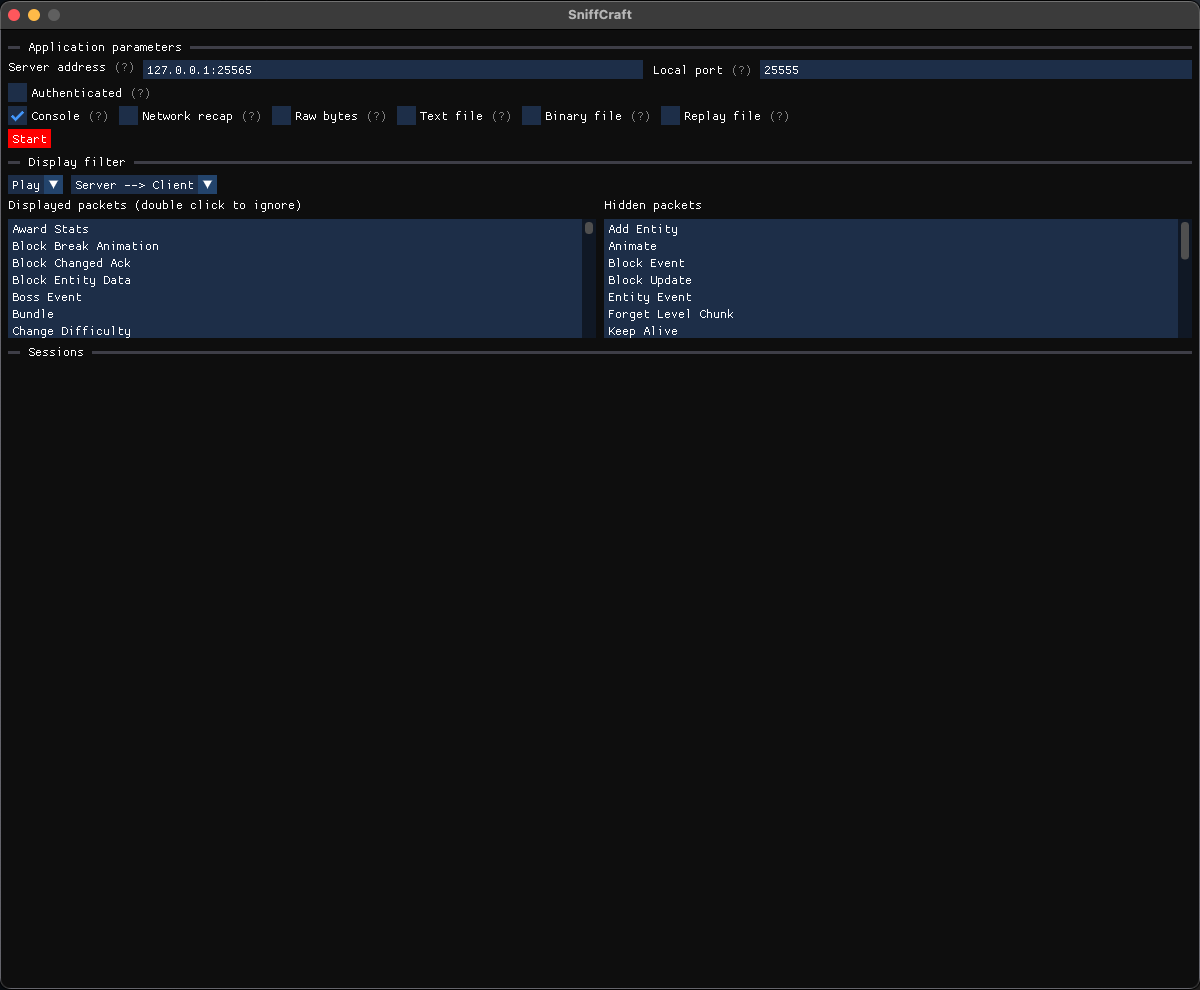 SniffCraft
Application parameters
Server address (?) 127.0.0.1:25565 Local port (?) 25555
Authenticated (?)
Console (?) Network recap (?) Raw bytes (?) Text file (?) Binary file (?) Replay file (?)
Start
Display filter
Play Server --> Client
Displayed packets (double click to ignore) Hidden packets
Award Stats Add Entity
Block Break Animation Animate
Block Changed Ack Block Event
Block Entity Data Block Update
Boss Event Entity Event
Bundle Forget Level Chunk
Change Difficulty Keep Alive
Sessions